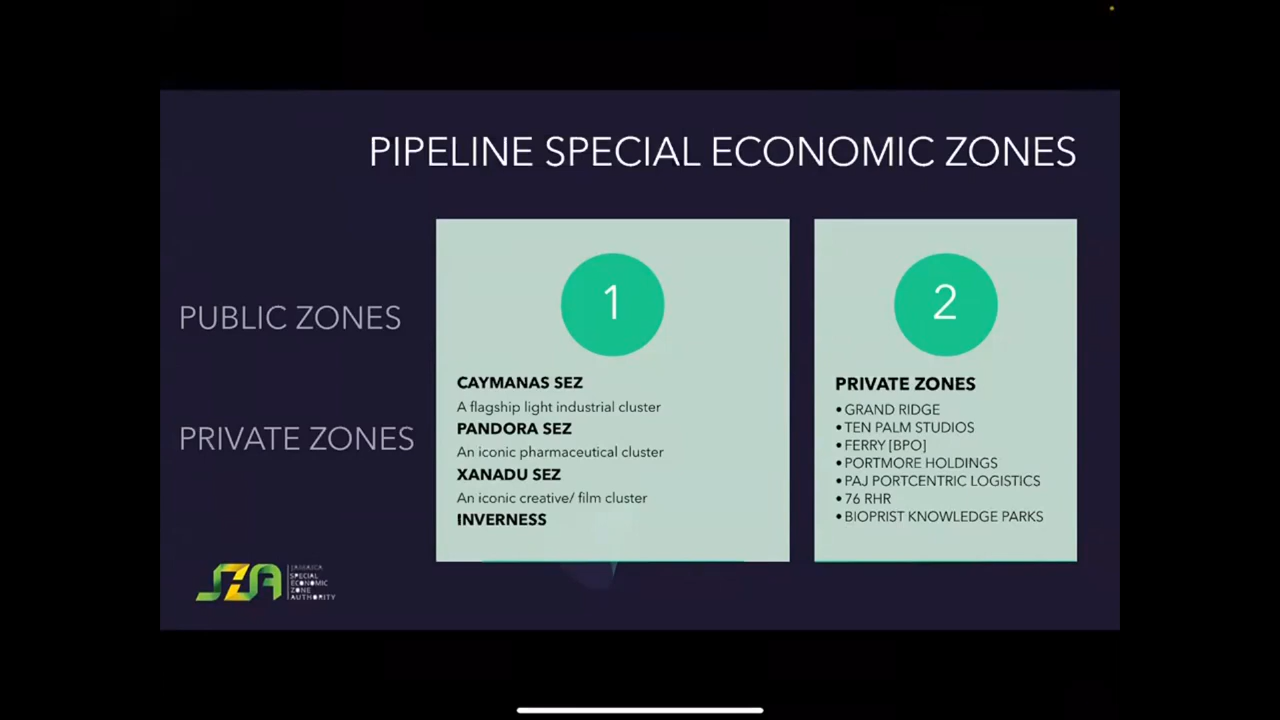 PIPELINE SPECIAL ECONOMIC ZONES
PUBLIC ZONES
PRIVATE ZONES
1
CAYMANAS SEZ
A flagship light industrial cluster
PANDORA SEZ
An iconic pharmaceutical cluster
XANADU SEZ
An iconic creative/ film cluster
INVERNESS
2
PRIVATE ZONES
• GRAND RIDGE
• TEN PALM STUDIOS
• FERRY [BPO]
• PORTMORE HOLDINGS
• PAJ PORTCENTRIC LOGISTICS
• 76 RHR
• BIOPRIST KNOWLEDGE PARKS
JSEZA
JAMAICA
SPECIAL
ECONOMIC
ZONE
AUTHORITY